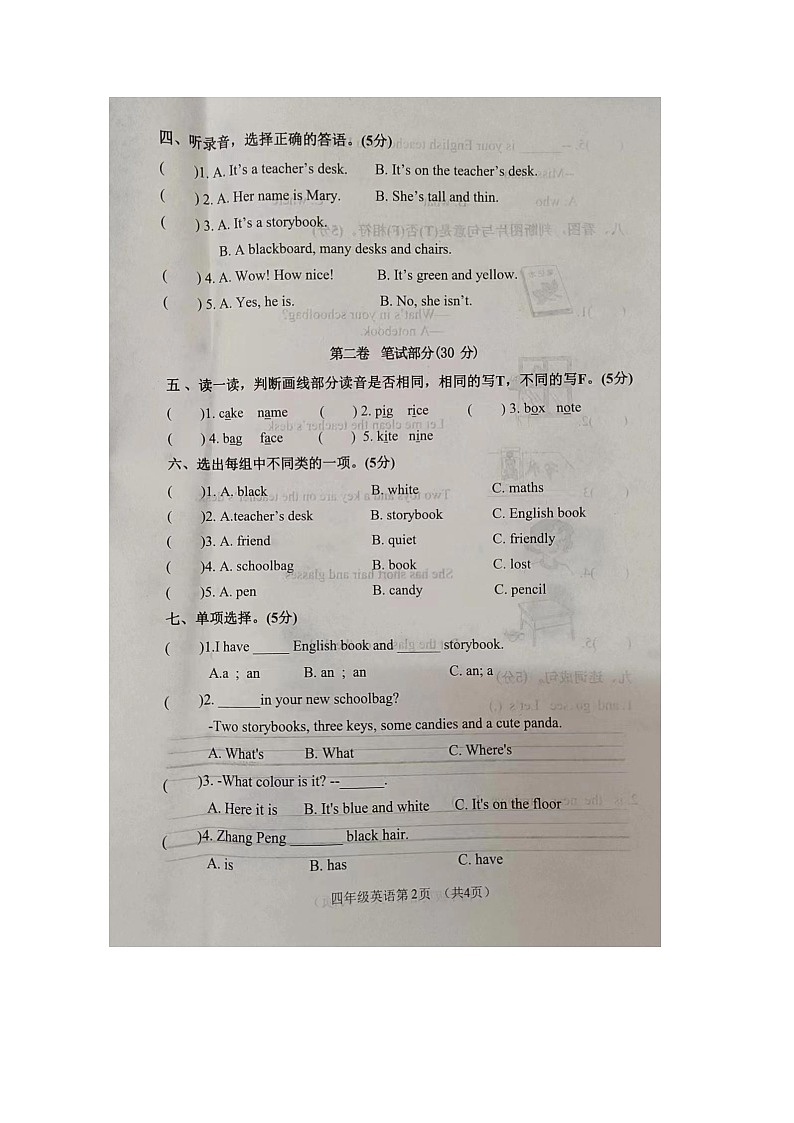 四、听录音，选择正确的答语。(5分)
(    )1. A. It's a teacher's desk.    B. It's on the teacher's desk.
(    ) 2. A. Her name is Mary.    B. She's tall and thin.
(    ) 3. A. It's a storybook.
B. A blackboard, many desks and chairs.
(    ) 4. A. Wow! How nice!    B. It's green and yellow.
(    ) 5. A. Yes, he is.    B. No, she isn't.
第二卷  笔试部分(30 分)
五、读一读，判断画线部分读音是否相同，相同的写T，不同的写F。(5分)
(    )1. cake  name    (    ) 2. pig  rice    (    ) 3. box  note
(    ) 4. bag  face    (    ) 5. kite  nine
六、选出每组中不同类的一项。(5分)
(    )1. A. black    B. white    C. maths
(    )2. A.teacher's desk    B. storybook    C. English book
(    )3. A. friend    B. quiet    C. friendly
(    )4. A. schoolbag    B. book    C. lost
(    )5. A. pen    B. candy    C. pencil
七、单项选择。(5分)
(    )1.I have _____ English book and ______ storybook.
A.a ; an    B. an ; an    C. an; a
(    )2. ______in your new schoolbag?
-Two storybooks, three keys, some candies and a cute panda.
A. What's    B. What    C. Where's
(    )3. -What colour is it? --______.
A. Here it is    B. It's blue and white    C. It's on the floor
(    )4. Zhang Peng _______ black hair.
A. is    B. has    C. have
四年级英语第2页 （共4页）